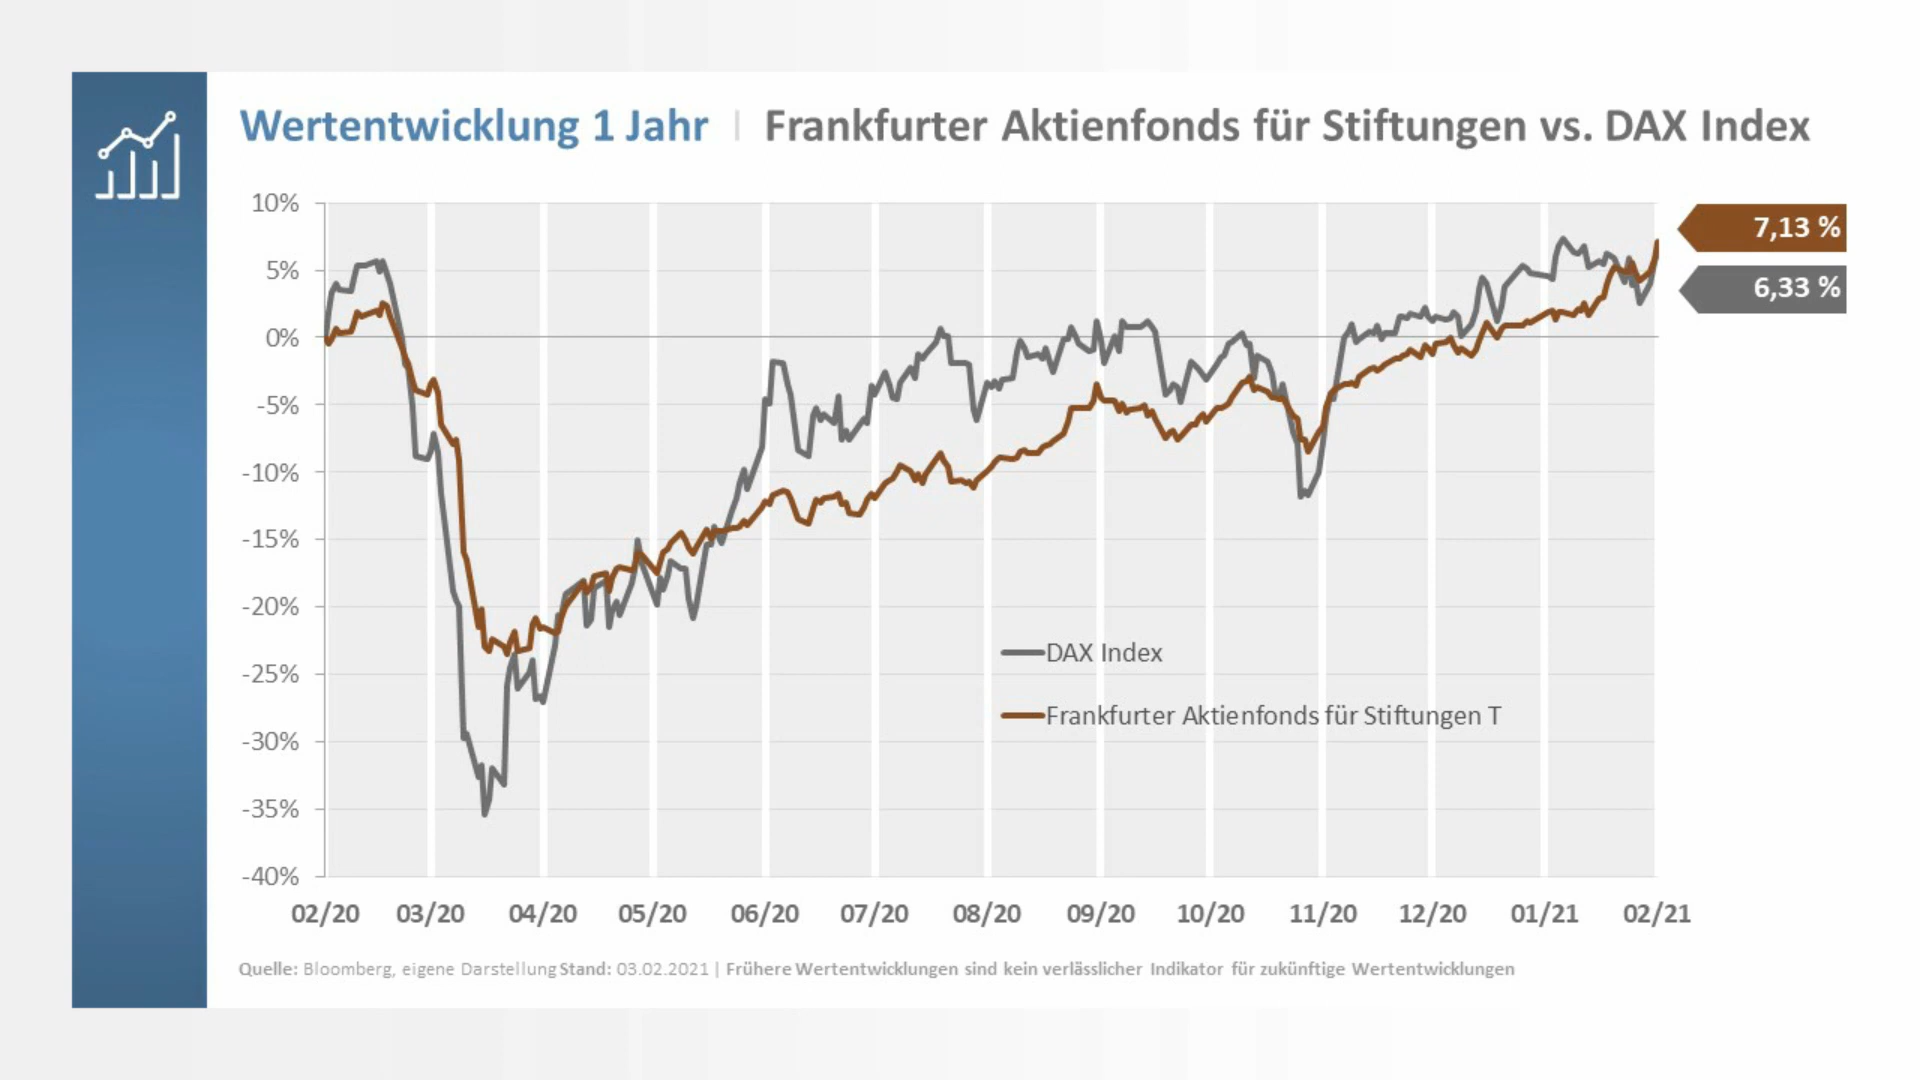 Wertentwicklung 1 Jahr | Frankfurter Aktienfonds für Stiftungen vs. DAX Index
10%
7,13 %
5%
6,33 %
0%
-5%
-10%
-15%
-20%
DAX Index
-25%
Frankfurter Aktienfonds für Stiftungen T
-30%
-35%
-40%
02/20 03/20 04/20 05/20 06/20 07/20 08/20 09/20 10/20 11/20 12/20 01/21 02/21
Quelle: Bloomberg, eigene Darstellung Stand: 03.02.2021 | Frühere Wertentwicklungen sind kein verlässlicher Indikator für zukünftige Wertentwicklungen